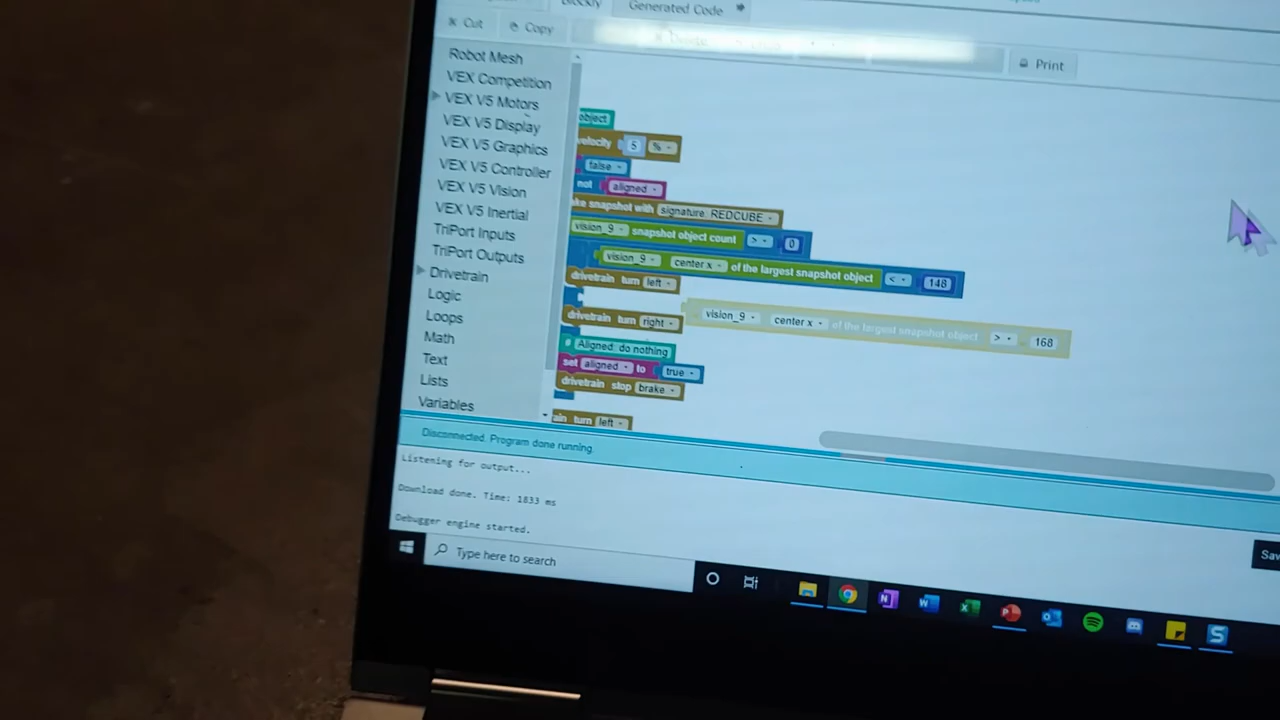 Blockly
Generated Code
Cut
Copy
Print
Robot Mesh
VEX Competition
VEX V5 Motors
VEX V5 Display
VEX V5 Graphics
VEX V5 Controller
VEX V5 Vision
VEX V5 Inertial
TriPort Inputs
TriPort Outputs
Drivetrain
Logic
Loops
Math
Text
Lists
Variables
object
velocity 5 %
false
not aligned
snapshot with signature: REDCUBE
vision_9 snapshot object count > 0
vision_9 center x of the largest snapshot object < 148
drivetrain turn left
vision_9 center x of the largest snapshot object > 168
drivetrain turn right
Aligned: do nothing
set aligned to true
drivetrain stop brake
ain turn left
Disconnected. Program done running.
Listening for output...
Download done. Time: 1833 ms
Debugger engine started.
Type here to search